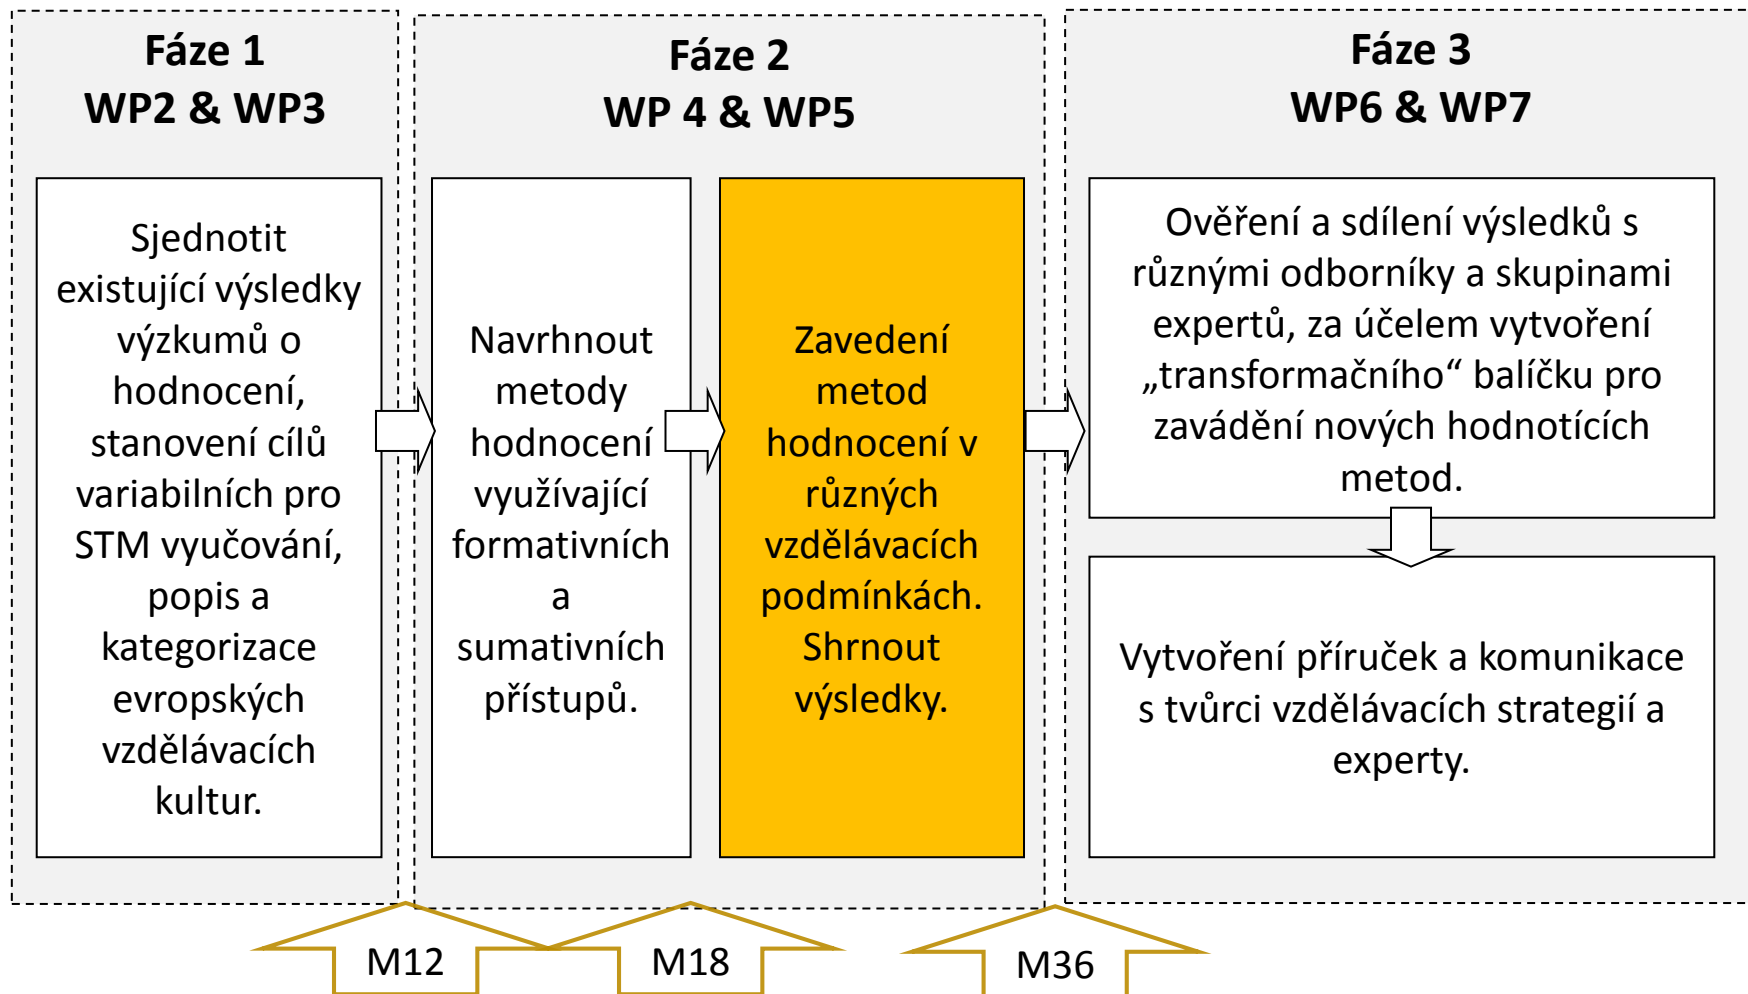 Fáze 1
WP2 & WP3
Sjednotit
existující výsledky
výzkumů o
hodnocení,
stanovení cílů
variabilních pro
STM vyučování,
popis a
kategorizace
evropských
vzdělávacích
kultur.
Fáze 2
WP 4 & WP5
Navrhnout
metody
hodnocení
využívající
formativních
a
sumativních
přístupů.
Zavedení
metod
hodnocení v
různých
vzdělávacích
podmínkách.
Shrnout
výsledky.
Fáze 3
WP6 & WP7
Ověření a sdílení výsledků s
různými odborníky a skupinami
expertů, za účelem vytvoření
„transformačního“ balíčku pro
zavádění nových hodnotících
metod.
Vytvoření příruček a komunikace
s tvůrci vzdělávacích strategií a
experty.
M12
M18
M36